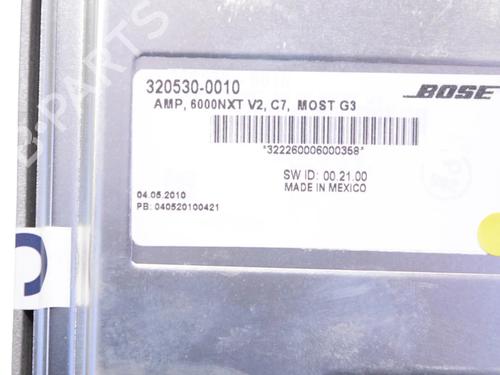 B-PARTS
320530-0010
BOSE
AMP, 6000NXT V2, C7, MOST G3
*322260006000358*
SW ID: 00.21.00
MADE IN MEXICO
04.05.2010
PB: 040520100421
C